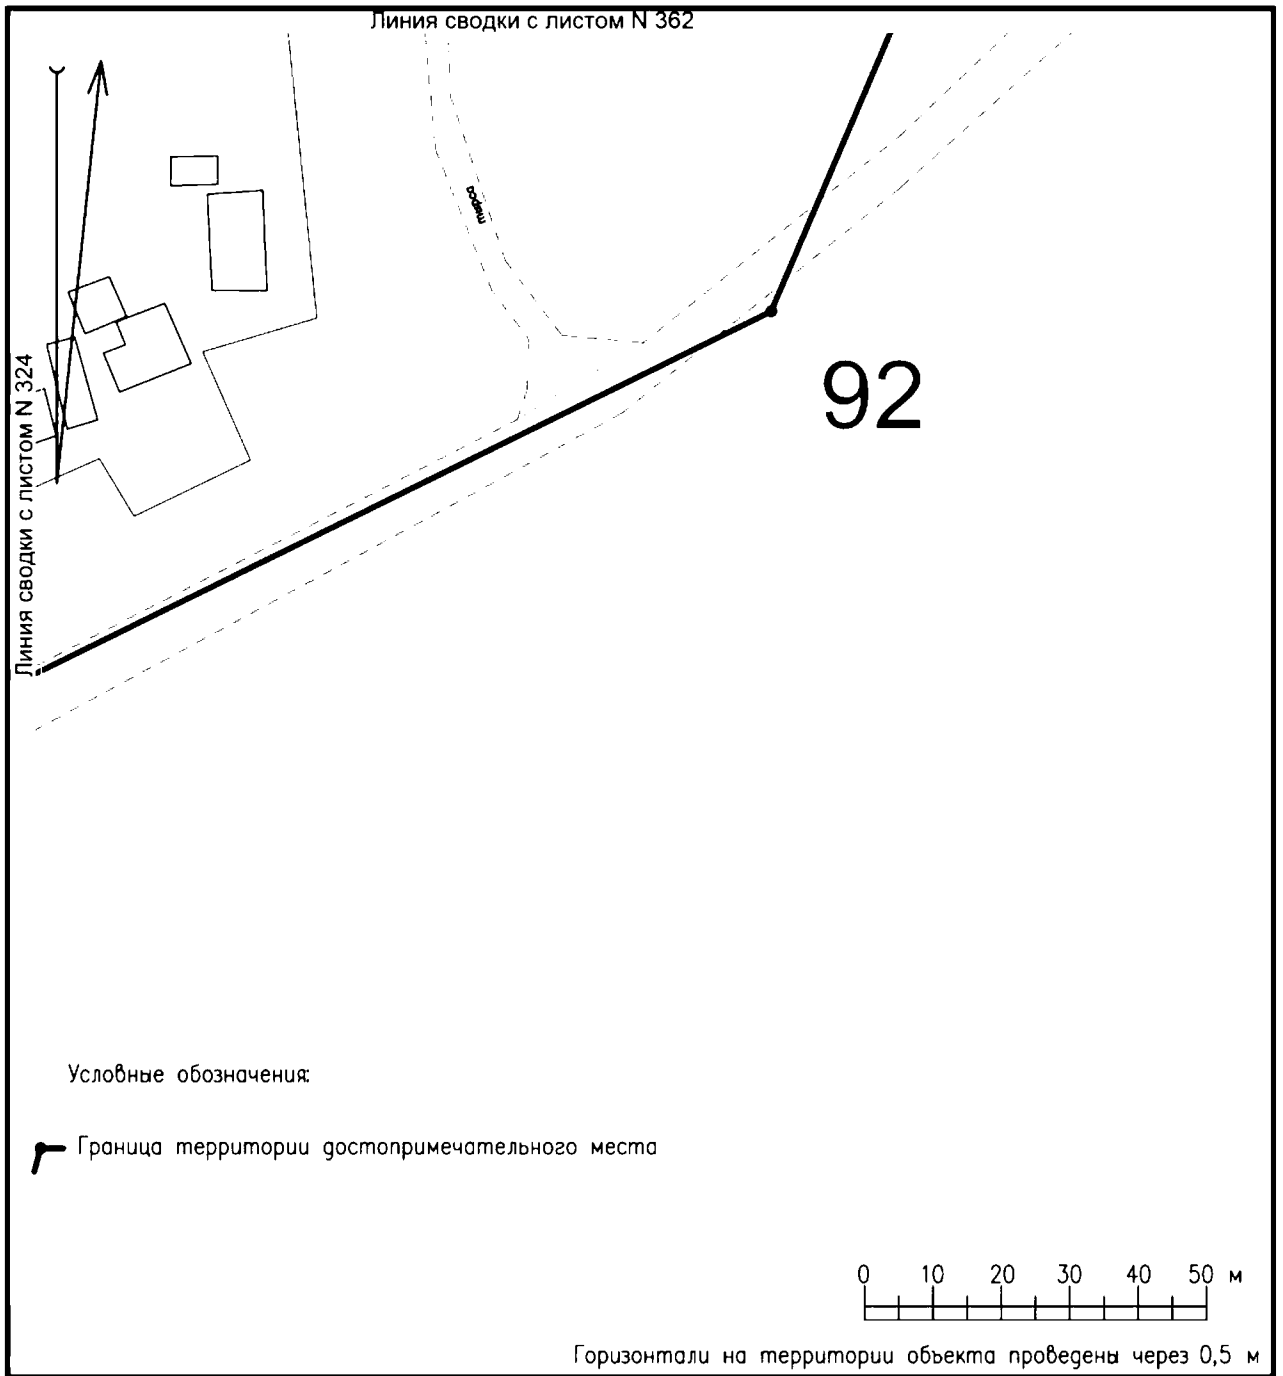 Линия сводки с листом N 362
тырса
Линия сводки с листом N 324
92
Условные обозначения:
Граница территории достопримечательного места
0 10 20 30 40 50 м
Горизонтали на территории объекта проведены через 0,5 м